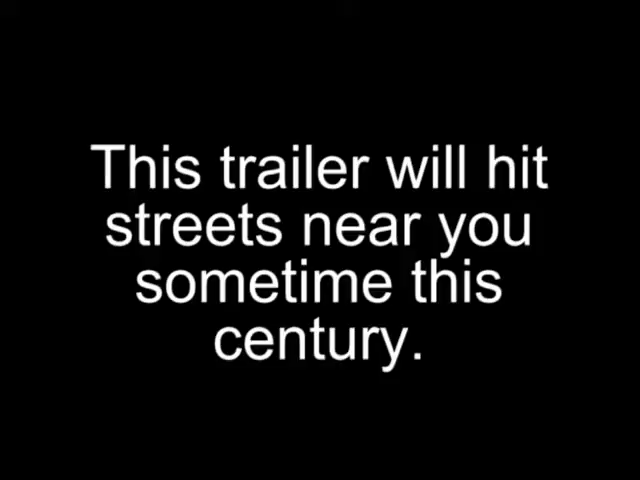 This trailer will hit
streets near you
sometime this
century.